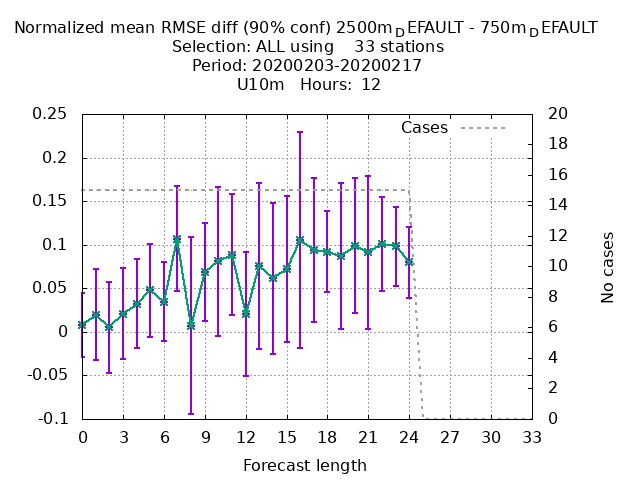 Normalized mean RMSE diff (90% conf) 2500m_DEFAULT - 750m_DEFAULT
Selection: ALL using 33 stations
Period: 20200203-20200217
U10m Hours: 12
Cases
0.25
0.2
0.15
0.1
0.05
0
-0.05
-0.1
20
18
16
14
12
10
8
6
4
2
0
No cases
0 3 6 9 12 15 18 21 24 27 30 33
Forecast length